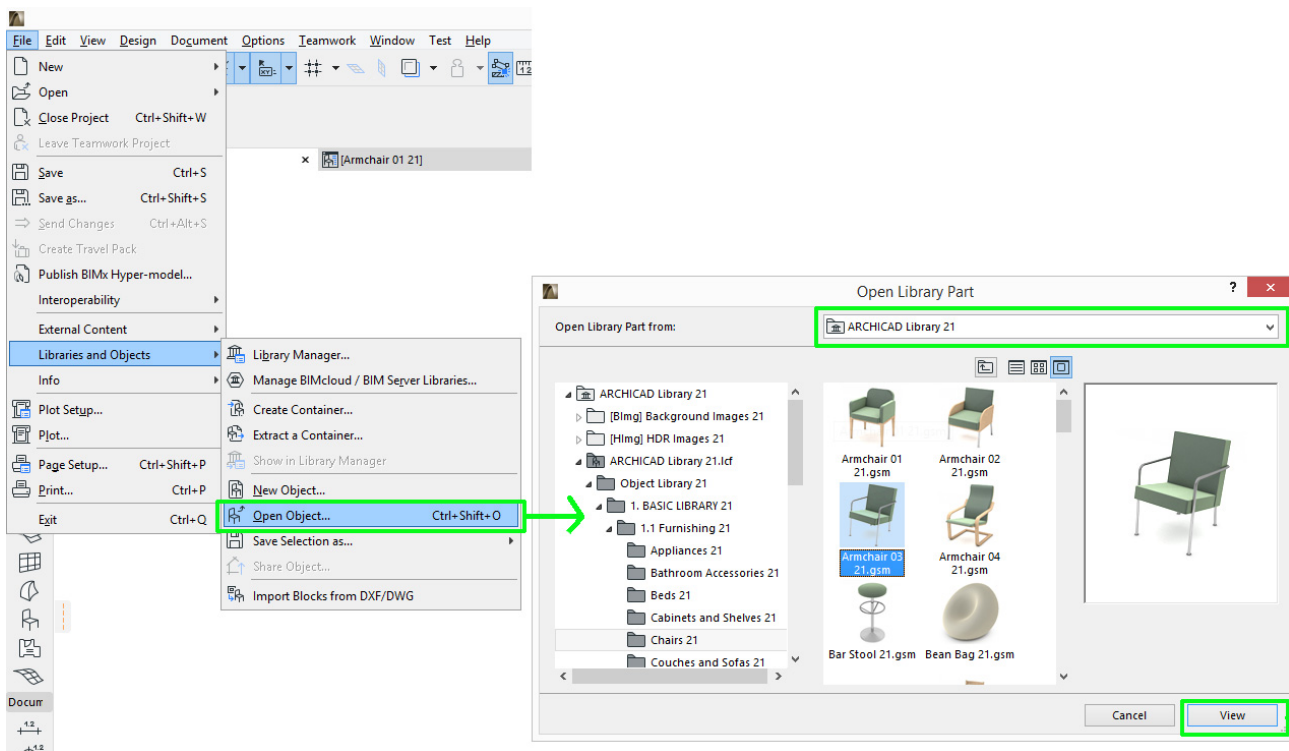 File Edit View Design Document Options Teamwork Window Test Help
New
Open
Close Project Ctrl+Shift+W
Leave Teamwork Project
[Armchair 01 21]
Save Ctrl+S
Save as... Ctrl+Shift+S
Send Changes Ctrl+Alt+S
Create Travel Pack
Publish BIMx Hyper-model...
Interoperability
External Content
Libraries and Objects
Info
Plot Setup...
Plot...
Page Setup... Ctrl+Shift+P
Print... Ctrl+P
Exit Ctrl+Q
Library Manager...
Manage BIMcloud / BIM Server Libraries...
Create Container...
Extract a Container...
Show in Library Manager
New Object...
Open Object... Ctrl+Shift+O
Save Selection as...
Share Object...
Import Blocks from DXF/DWG
Docum
1.2
Open Library Part
?
Open Library Part from: ARCHICAD Library 21
ARCHICAD Library 21
[BImg] Background Images 21
[HImg] HDR Images 21
ARCHICAD Library 21.lcf
Object Library 21
1. BASIC LIBRARY 21
1.1 Furnishing 21
Appliances 21
Bathroom Accessories 21
Beds 21
Cabinets and Shelves 21
Chairs 21
Couches and Sofas 21
Armchair 01
21.gsm
Armchair 02
21.gsm
Armchair 03
21.gsm
Armchair 04
21.gsm
Bar Stool 21.gsm
Bean Bag 21.gsm
Cancel
View